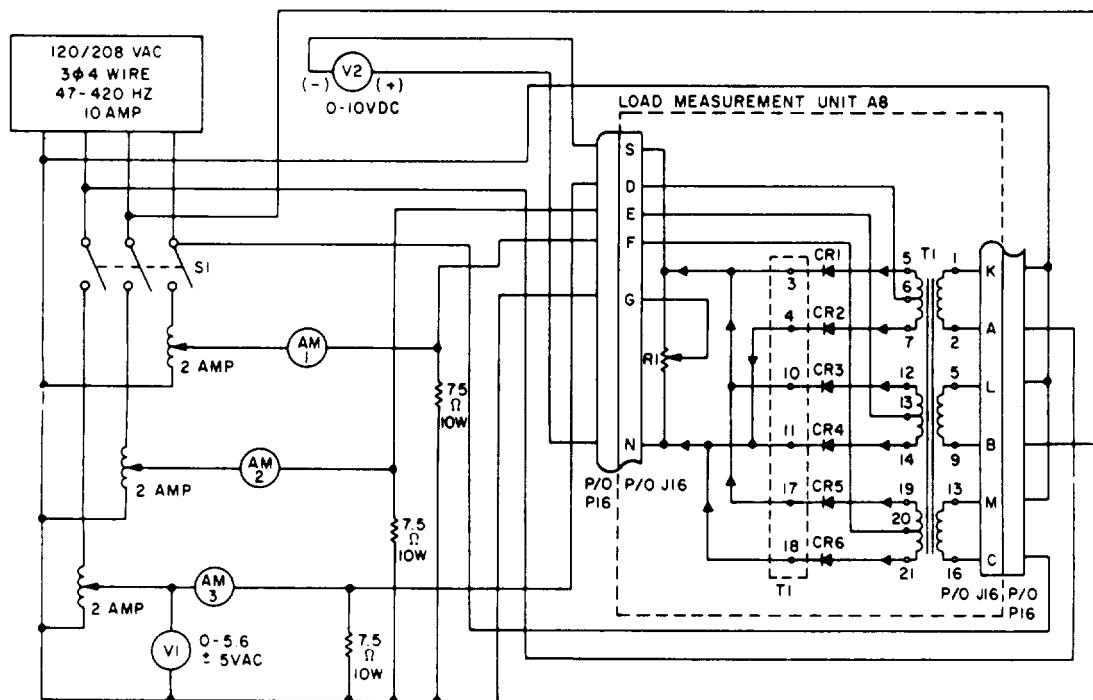 120/208 VAC
3ϕ4 WIRE
47-420 HZ
10 AMP
V2
(-) (+)
0-10VDC
LOAD MEASUREMENT UNIT A8
S
D
E
F
G
N
P/O P16
P/O J16
R1
3
4
10
11
17
18
T1
CR1
CR2
CR3
CR4
CR5
CR6
5
6
7
12
13
14
19
20
21
T1
1
2
5
9
13
16
K
A
L
B
M
C
P/O J16
P/O P16
S1
2 AMP
AM 1
7.5
Ω
10W
2 AMP
AM 2
7.5
Ω
10W
2 AMP
AM 3
7.5
Ω
10W
V1
0-5.6
± 5VAC